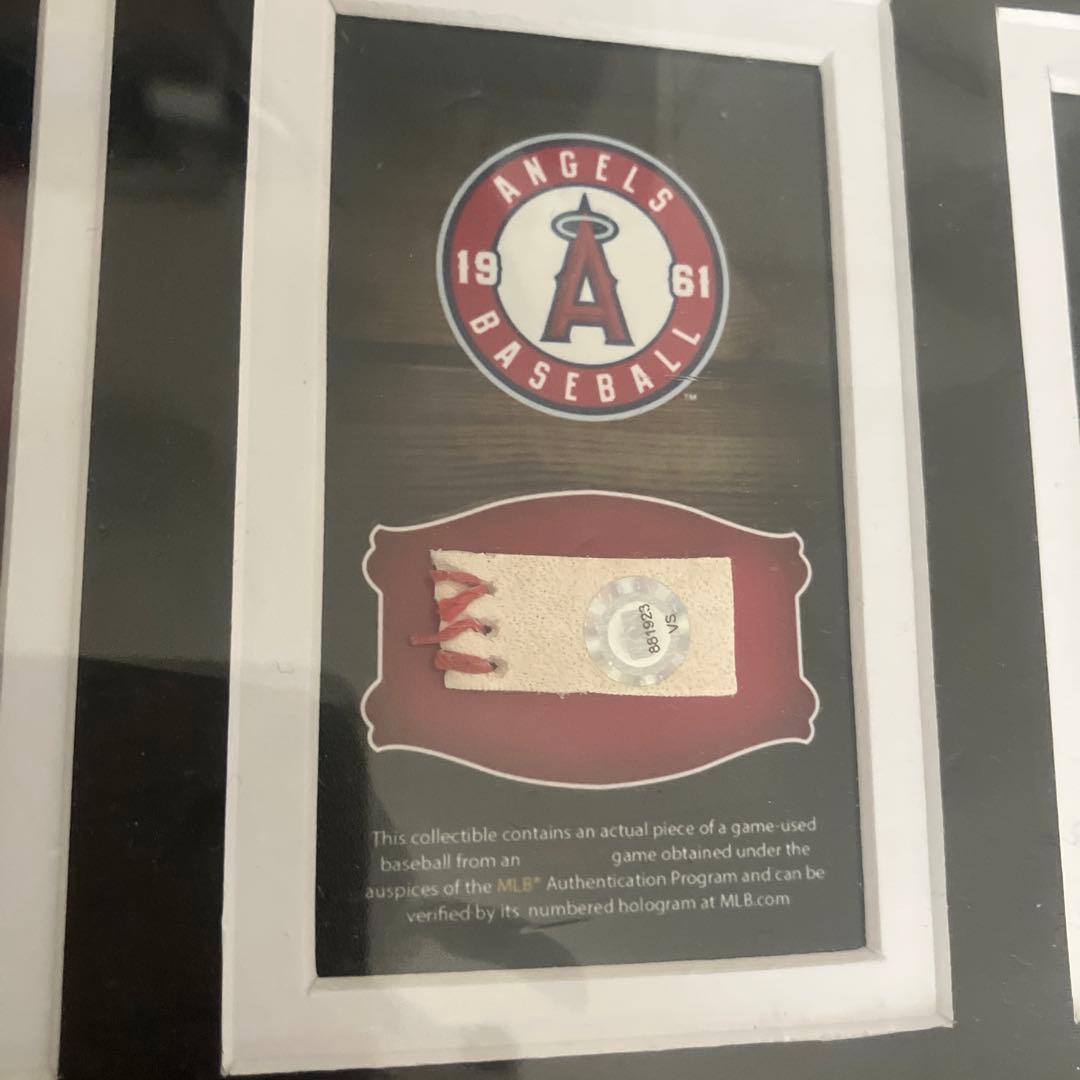 ANGELS
19 A 61
BASEBALL
TM
881923
VS
This collectible contains an actual piece of a game-used
baseball from an game obtained under the
auspices of the MLB® Authentication Program and can be
verified by its numbered hologram at MLB.com